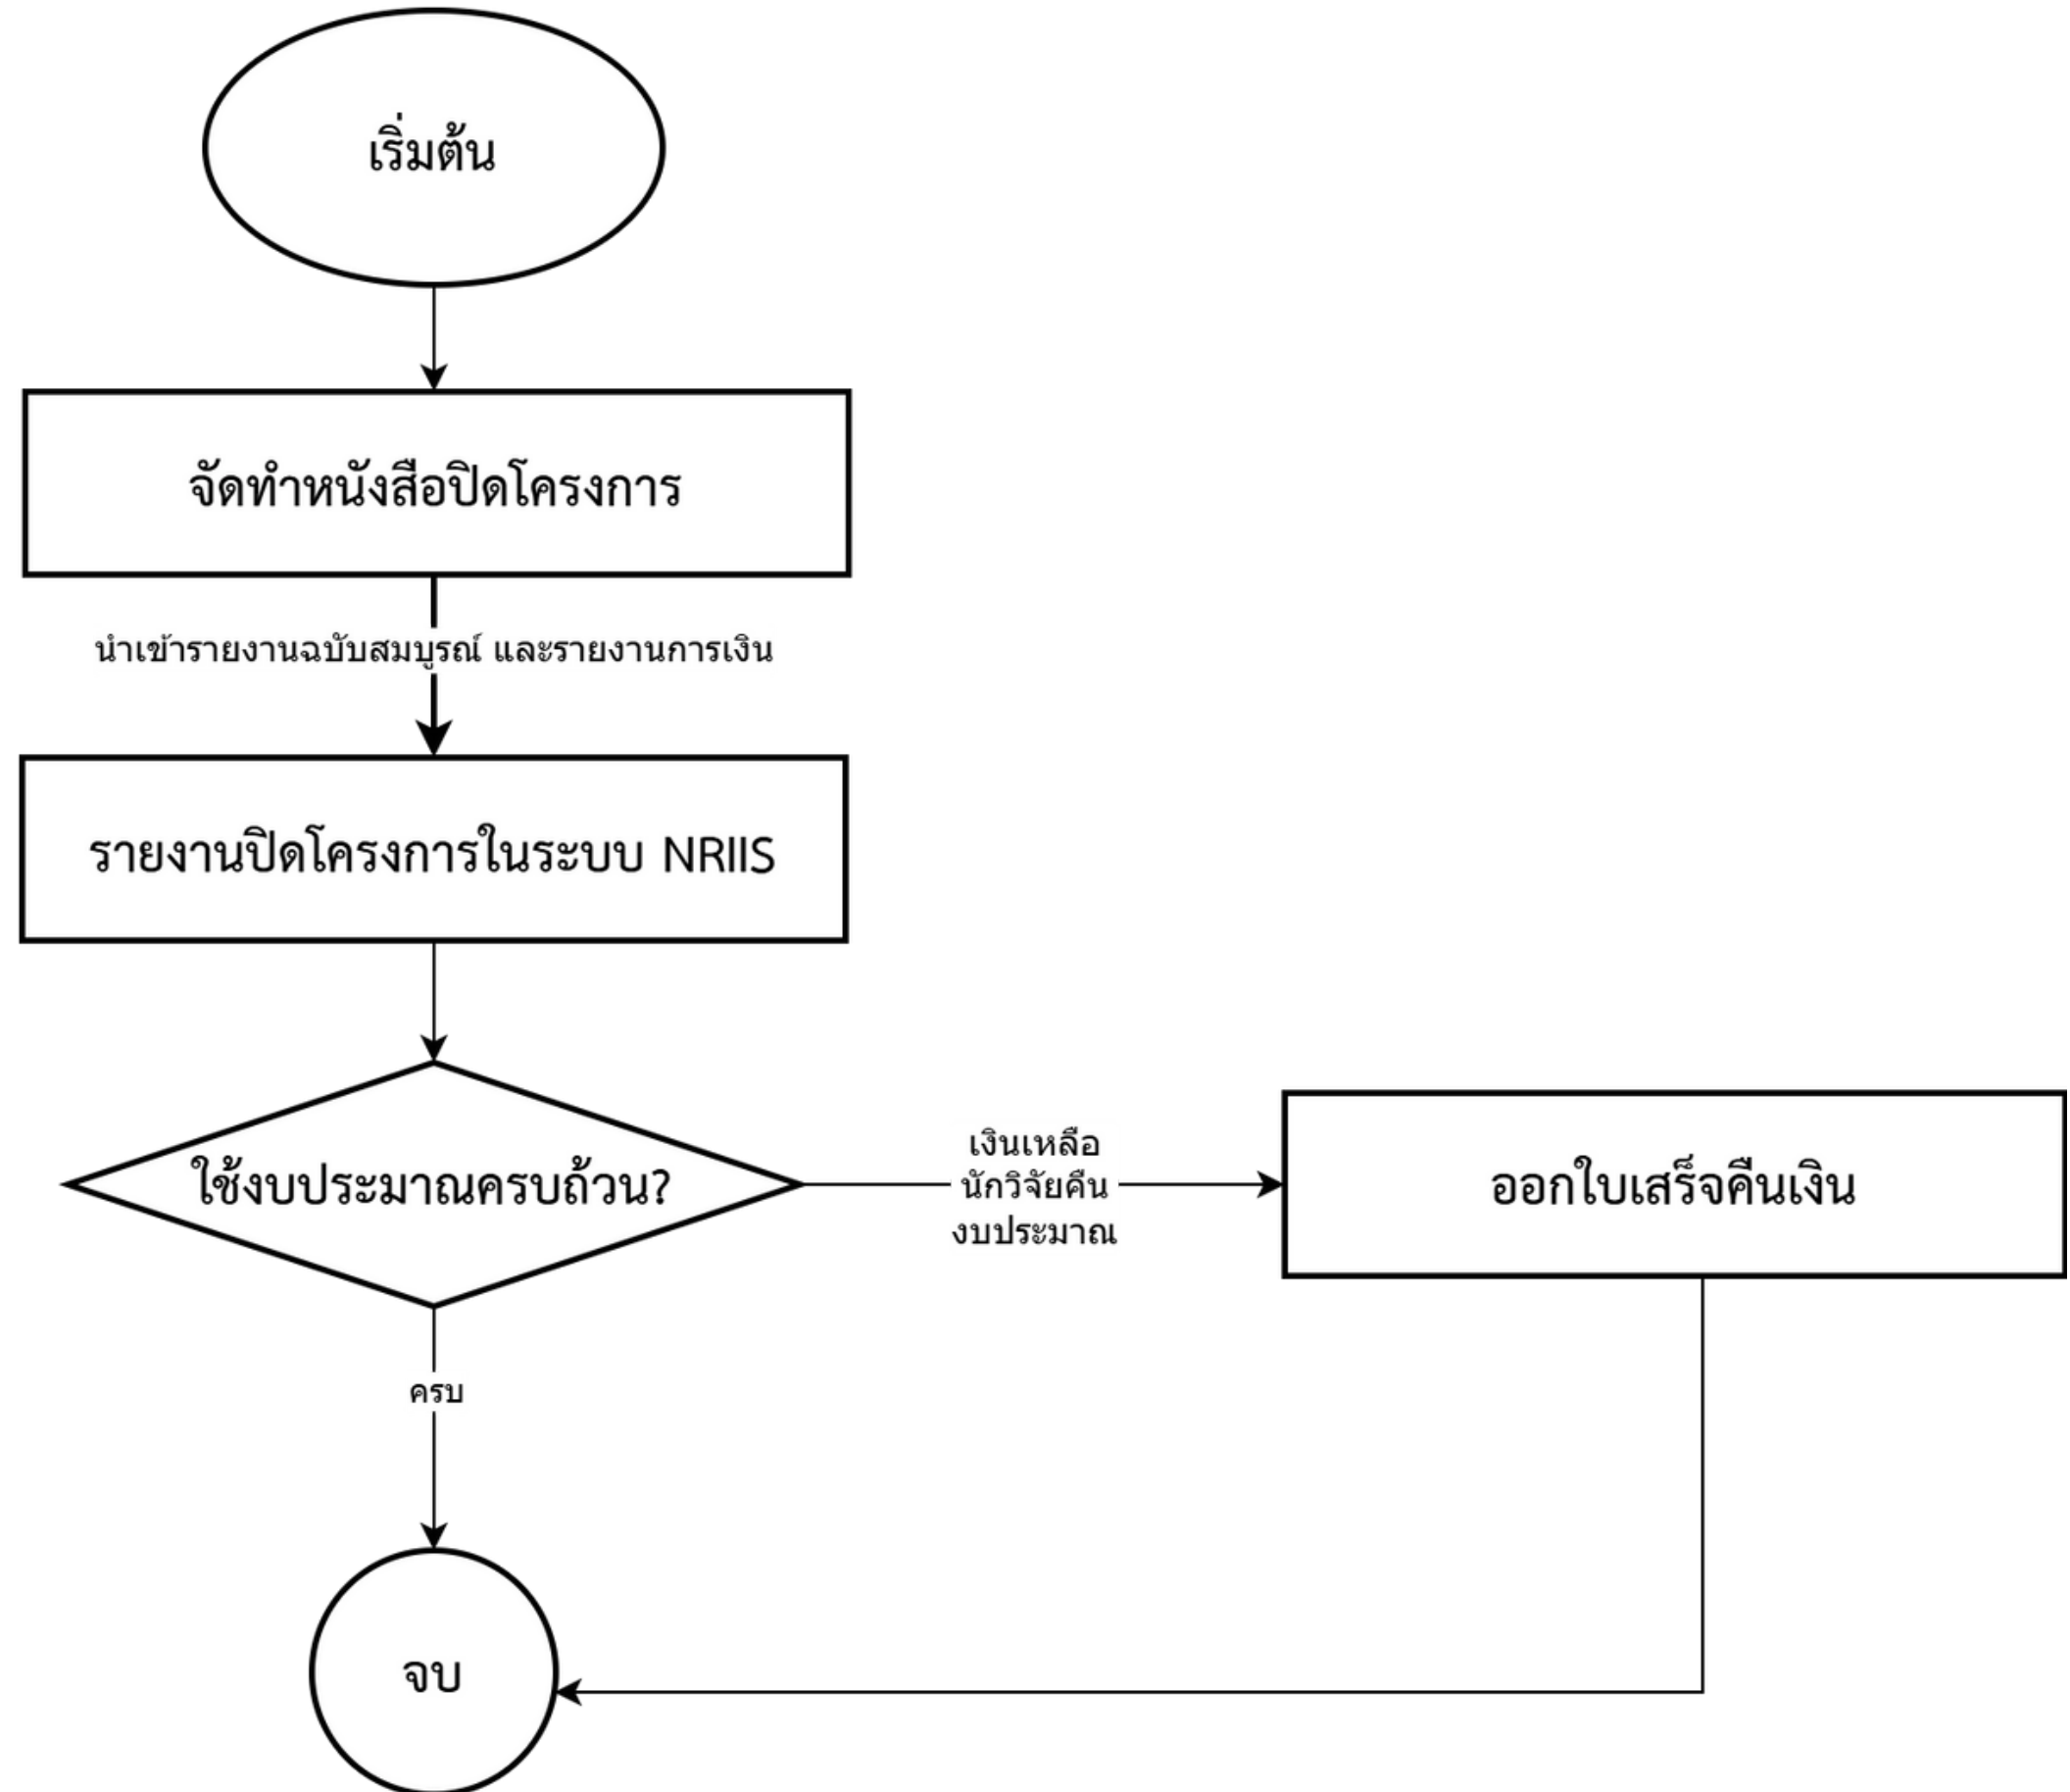 เริ่มต้น
จัดทำหนังสือปิดโครงการ
นำเข้ารายงานฉบับสมบูรณ์ และรายงานการเงิน
รายงานปิดโครงการในระบบ NRIIS
ใช้งบประมาณครบถ้วน?
เงินเหลือ
นักวิจัยคืน
งบประมาณ
ออกใบเสร็จคืนเงิน
ครบ
จบ